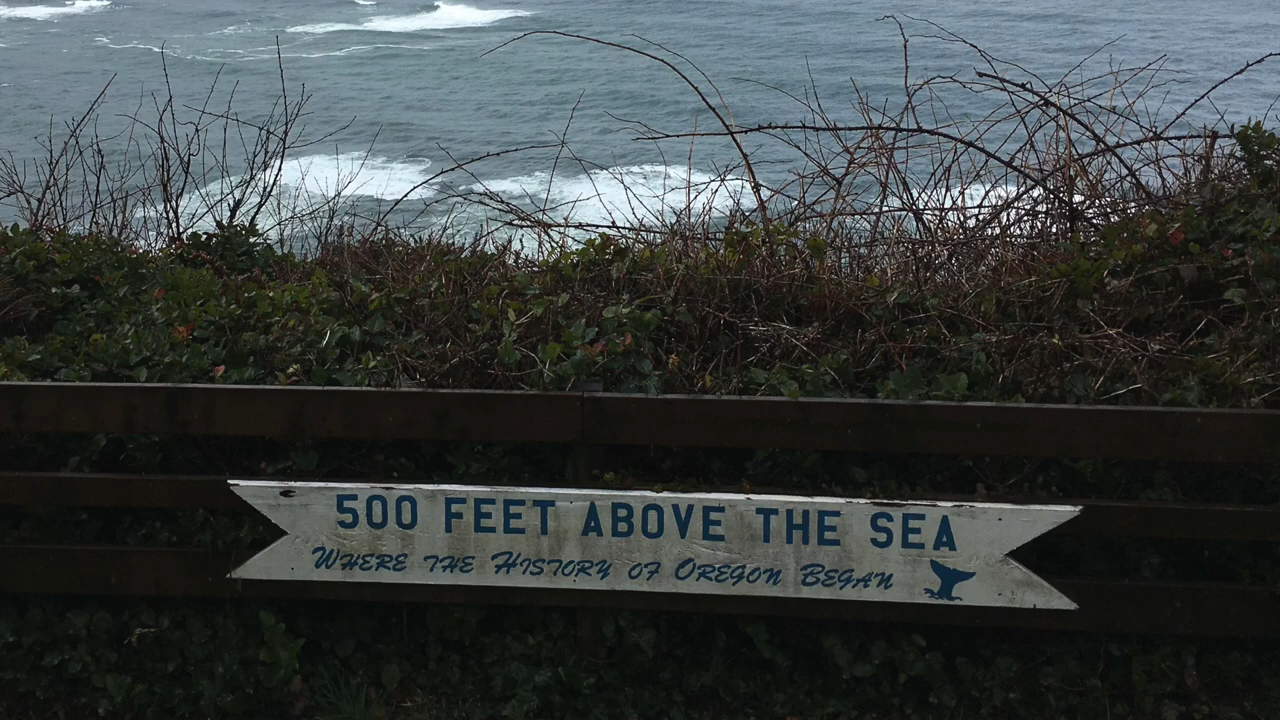 500 FEET ABOVE THE SEA
WHERE THE HISTORY OF OREGON BEGAN